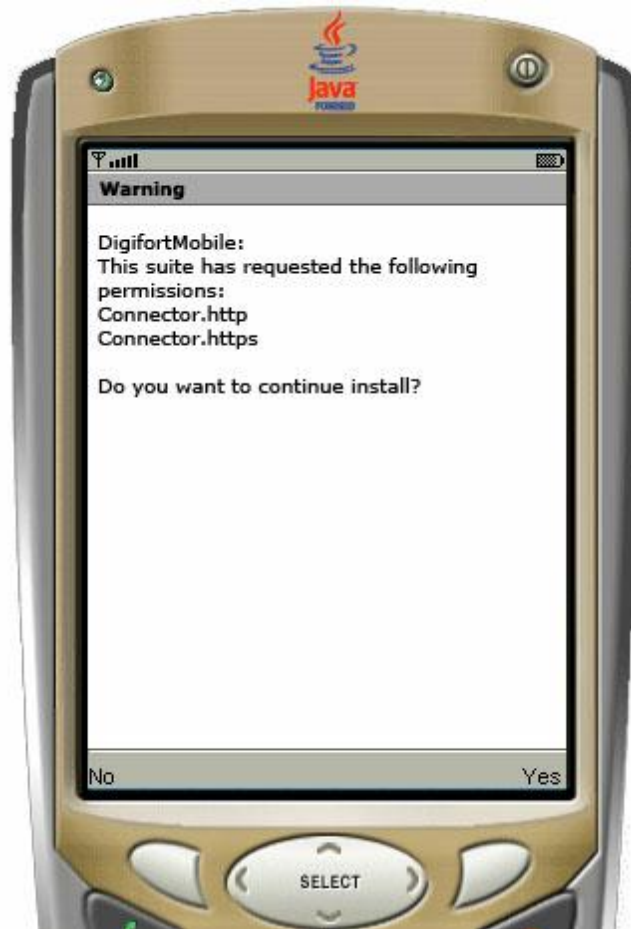 Java
POWERED
Warning
DigifortMobile:
This suite has requested the following
permissions:
Connector.http
Connector.https
Do you want to continue install?
No Yes
SELECT